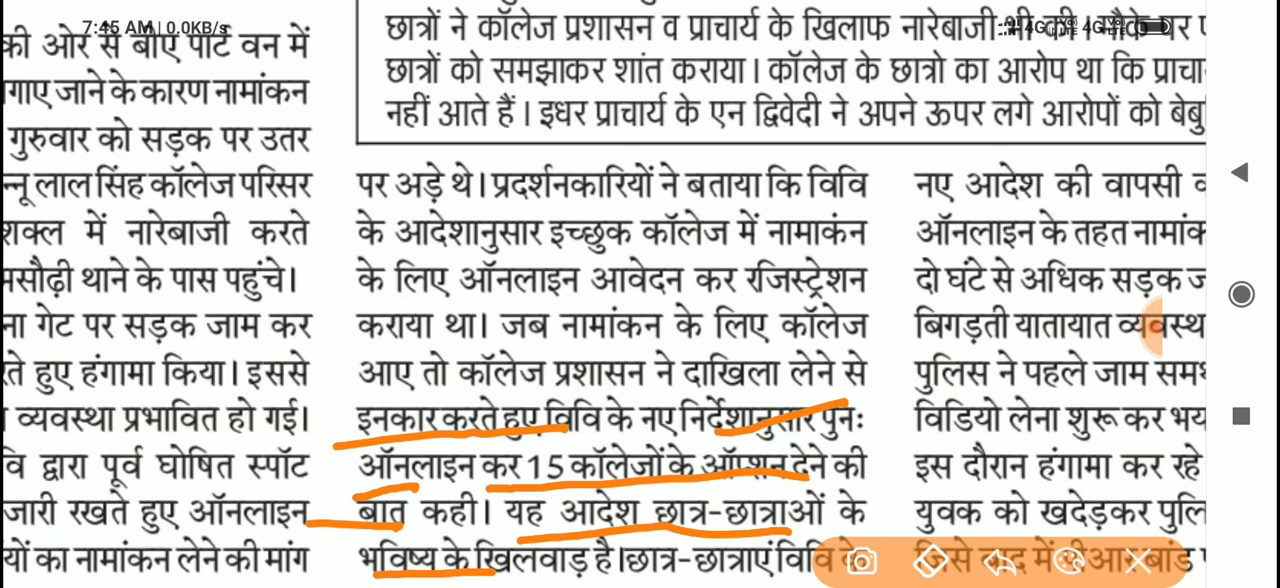 7:45 AM | 0.0KB/s
4G 4G
की ओर से बीए पार्ट वन में
गाए जाने के कारण नामांकन
गुरुवार को सड़क पर उतर
न्नू लाल सिंह कॉलेज परिसर
शक्ल में नारेबाजी करते
मसौढ़ी थाने के पास पहुंचे।
ना गेट पर सड़क जाम कर
ते हुए हंगामा किया। इससे
व्यवस्था प्रभावित हो गई।
वि द्वारा पूर्व घोषित स्पॉट
जारी रखते हुए ऑनलाइन
यों का नामांकन लेने की मांग
छात्रों ने कॉलेज प्रशासन व प्राचार्य के खिलाफ नारेबाजी भी की। मौके पर
छात्रों को समझाकर शांत कराया। कॉलेज के छात्रो का आरोप था कि प्राचा
नहीं आते हैं। इधर प्राचार्य के एन द्विवेदी ने अपने ऊपर लगे आरोपों को बेबु
पर अड़े थे। प्रदर्शनकारियों ने बताया कि विवि
के आदेशानुसार इच्छुक कॉलेज में नामाकंन
के लिए ऑनलाइन आवेदन कर रजिस्ट्रेशन
कराया था। जब नामांकन के लिए कॉलेज
आए तो कॉलेज प्रशासन ने दाखिला लेने से
इनकार करते हुए विवि के नए निर्देशानुसार पुनः
ऑनलाइन कर 15 कॉलेजों के ऑप्शन देने की
बात कही। यह आदेश छात्र-छात्राओं के
भविष्य के खिलवाड़ है।छात्र-छात्राएं विवि के
नए आदेश की वापसी
ऑनलाइन के तहत नामांक
दो घंटे से अधिक सड़क ज
बिगड़ती यातायात व्यवस्थ
पुलिस ने पहले जाम सम
विडियो लेना शुरू कर भय
इस दौरान हंगामा कर रहे
युवक को खदेड़कर पुलि
जिसे बाद में पीआर बांड